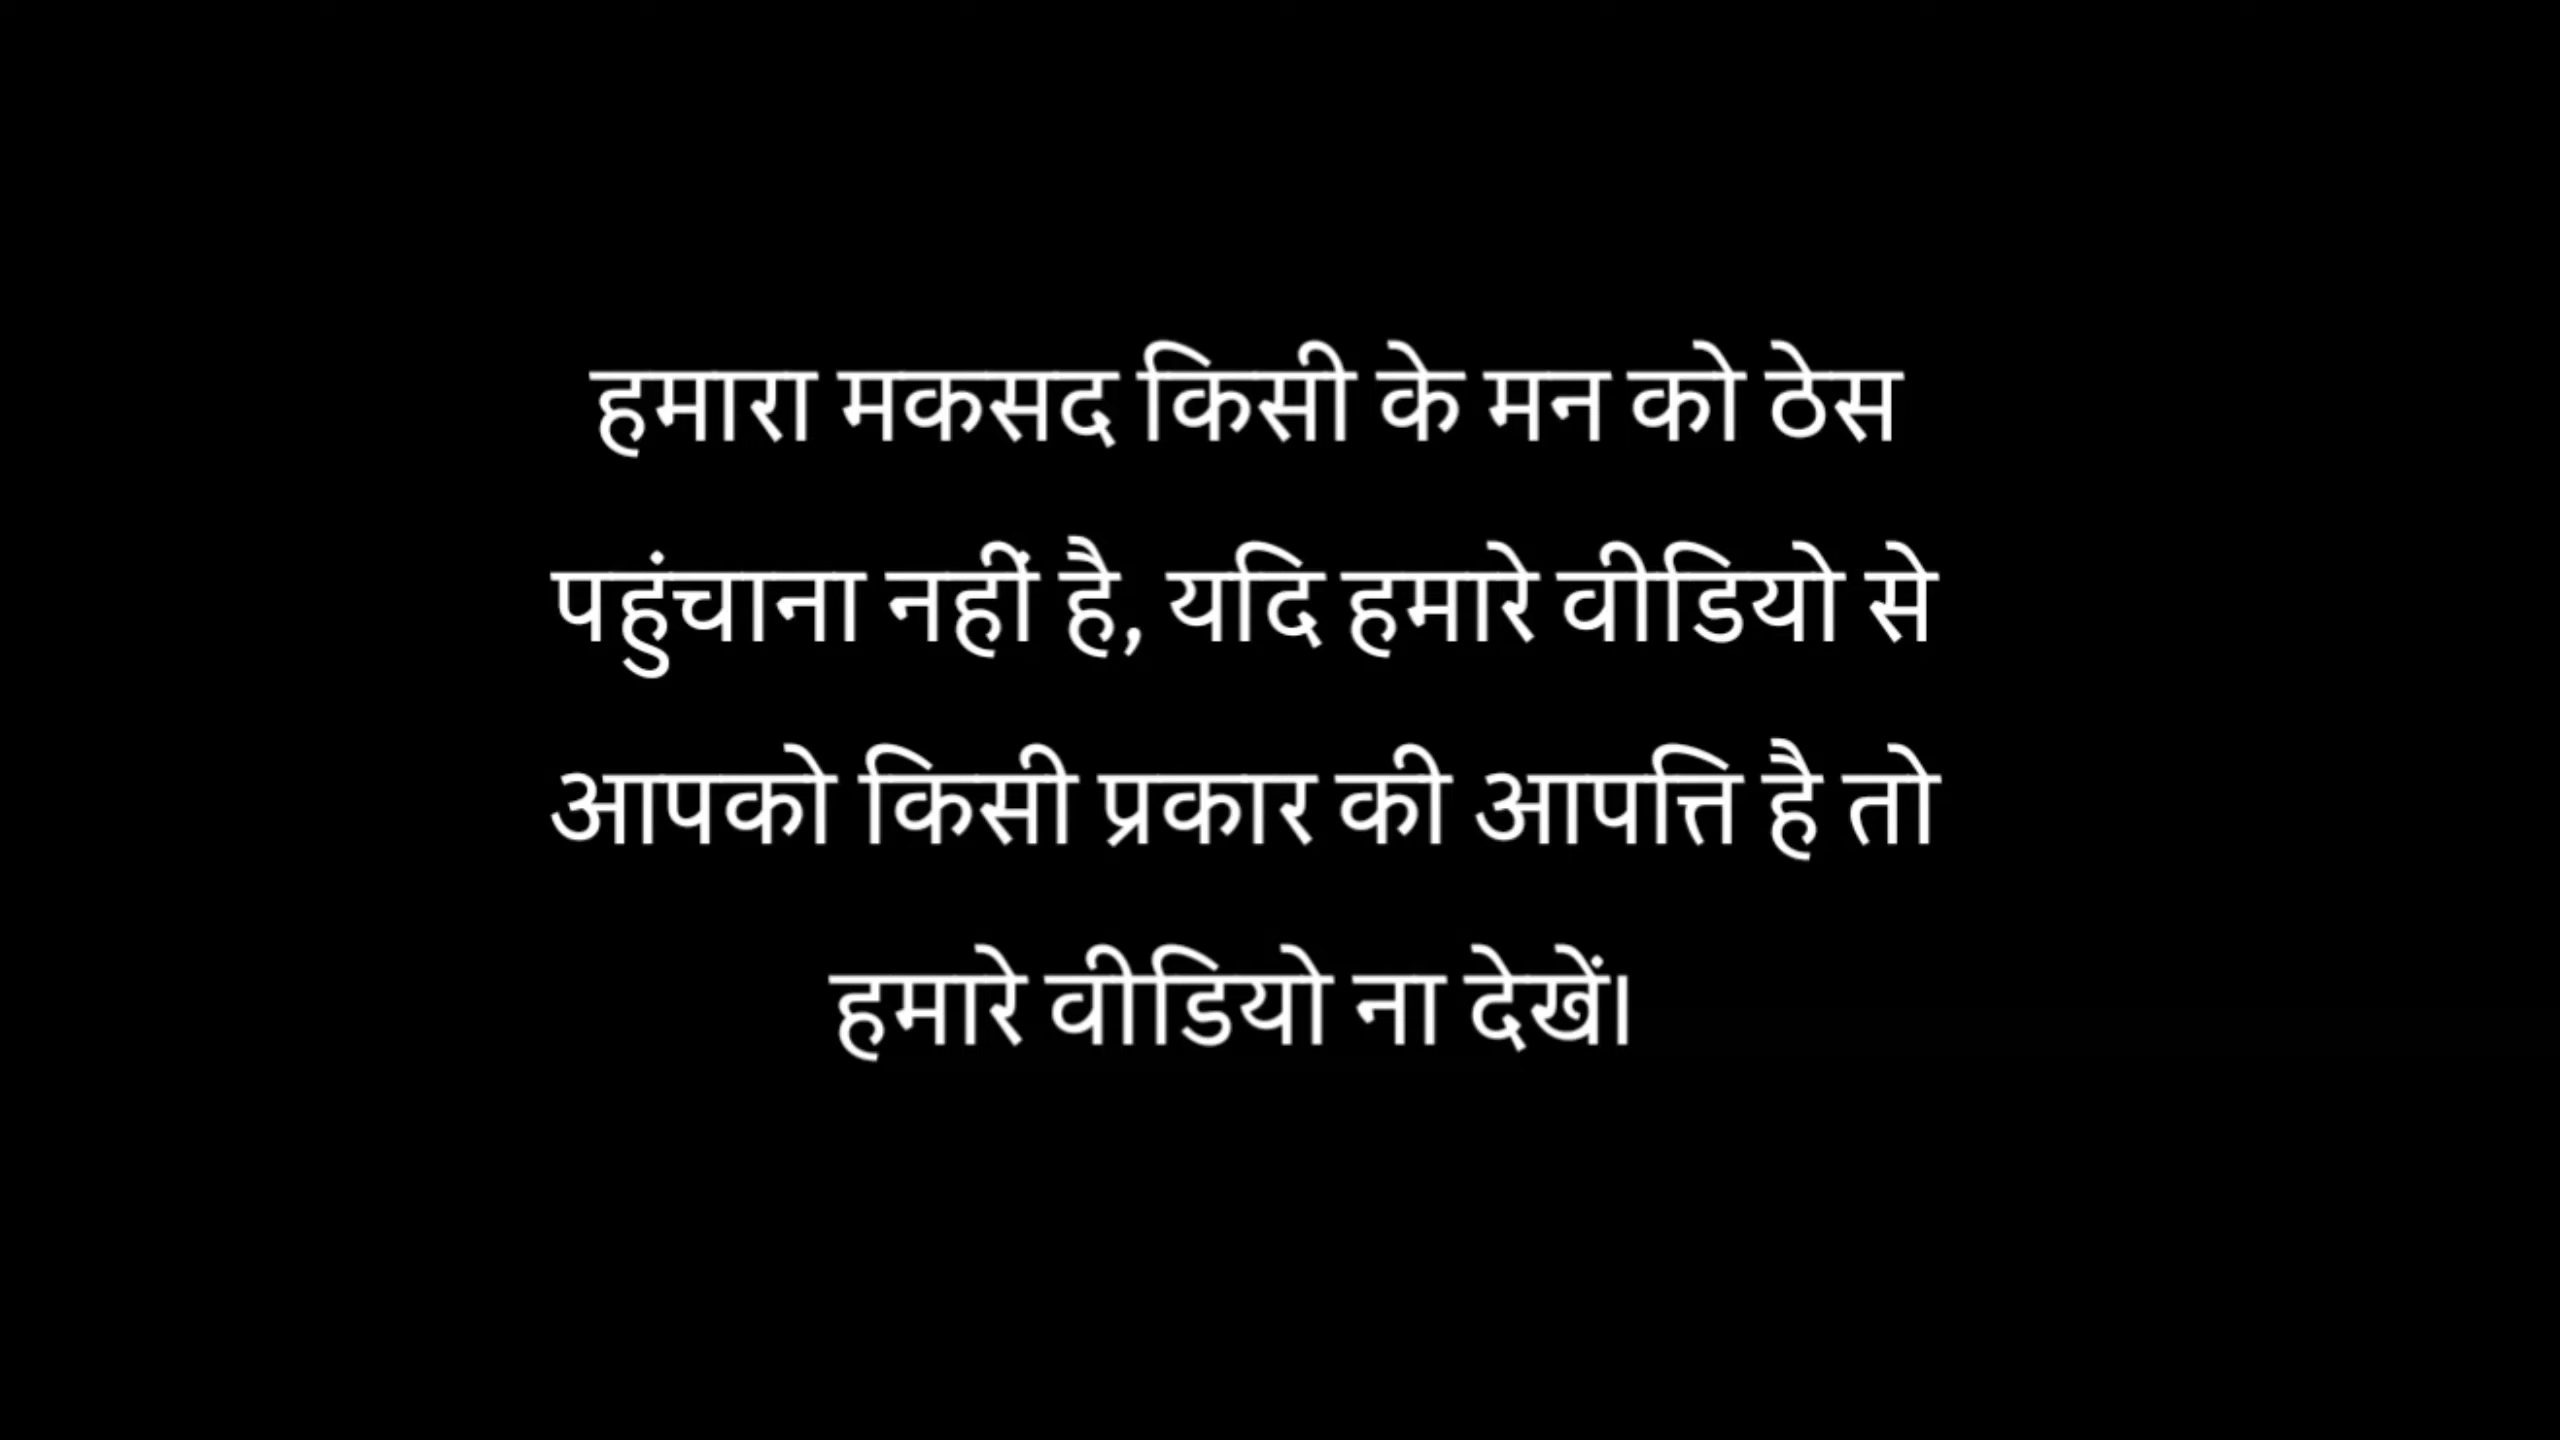 हमारा मकसद किसी के मन को ठेस
पहुंचाना नहीं है, यदि हमारे वीडियो से
आपको किसी प्रकार की आपत्ति है तो
हमारे वीडियो ना देखें।